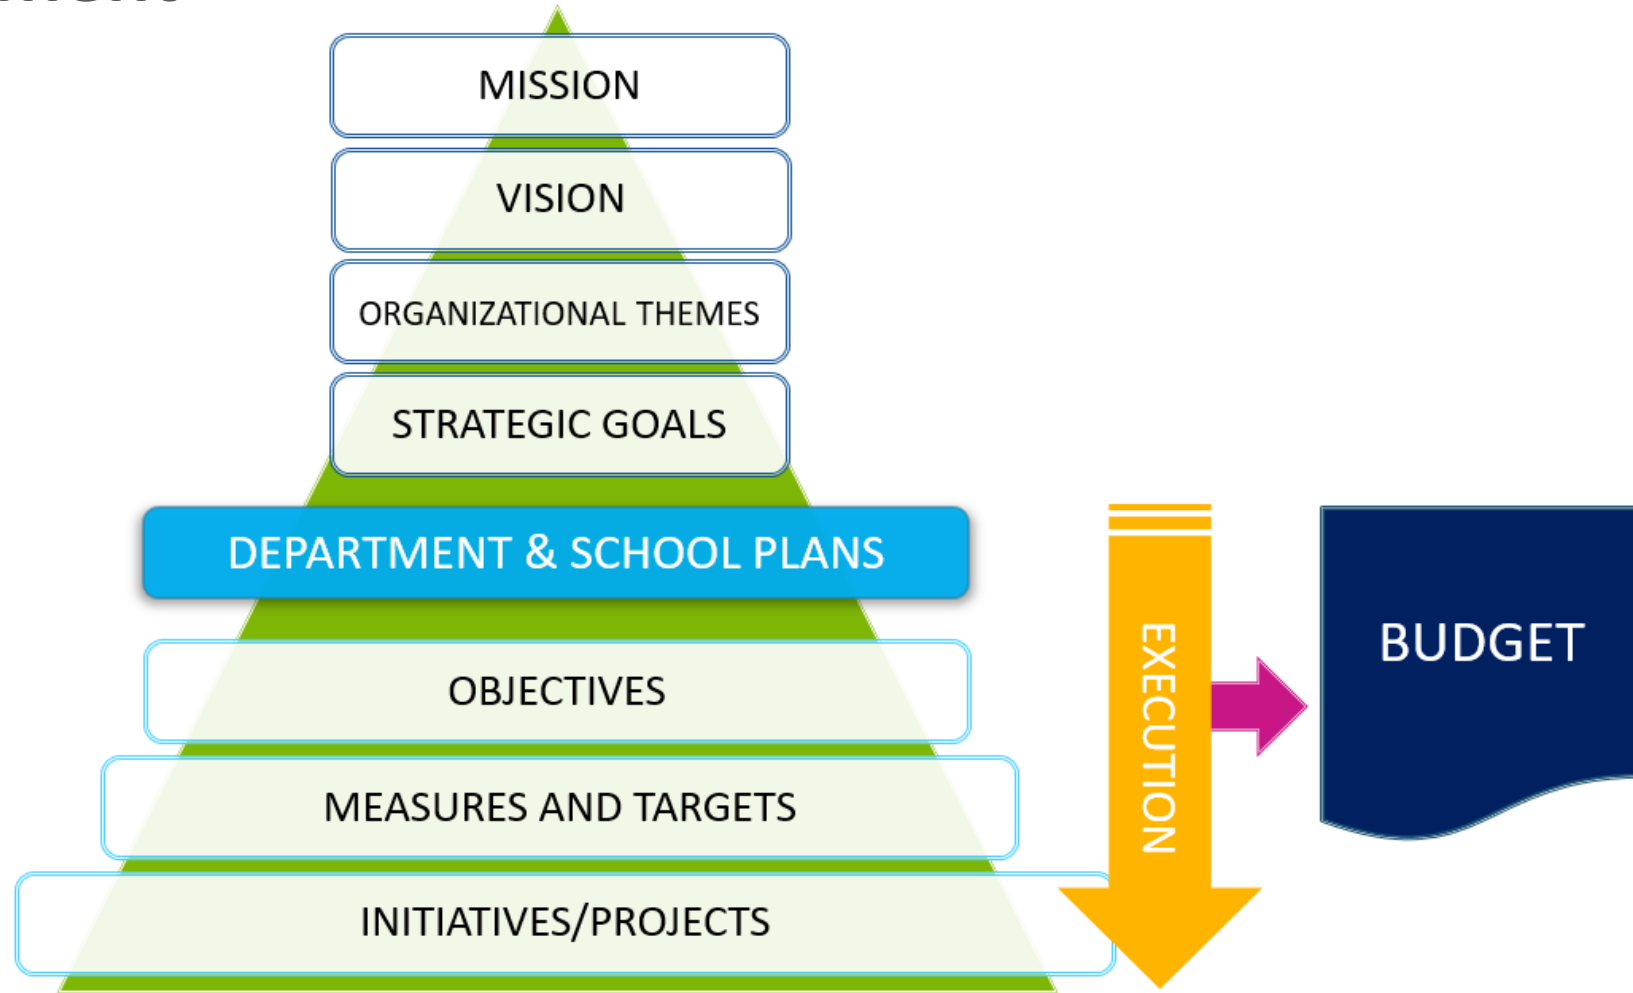 MISSION
VISION
ORGANIZATIONAL THEMES
STRATEGIC GOALS
DEPARTMENT & SCHOOL PLANS
OBJECTIVES
MEASURES AND TARGETS
INITIATIVES/PROJECTS
EXECUTION
BUDGET